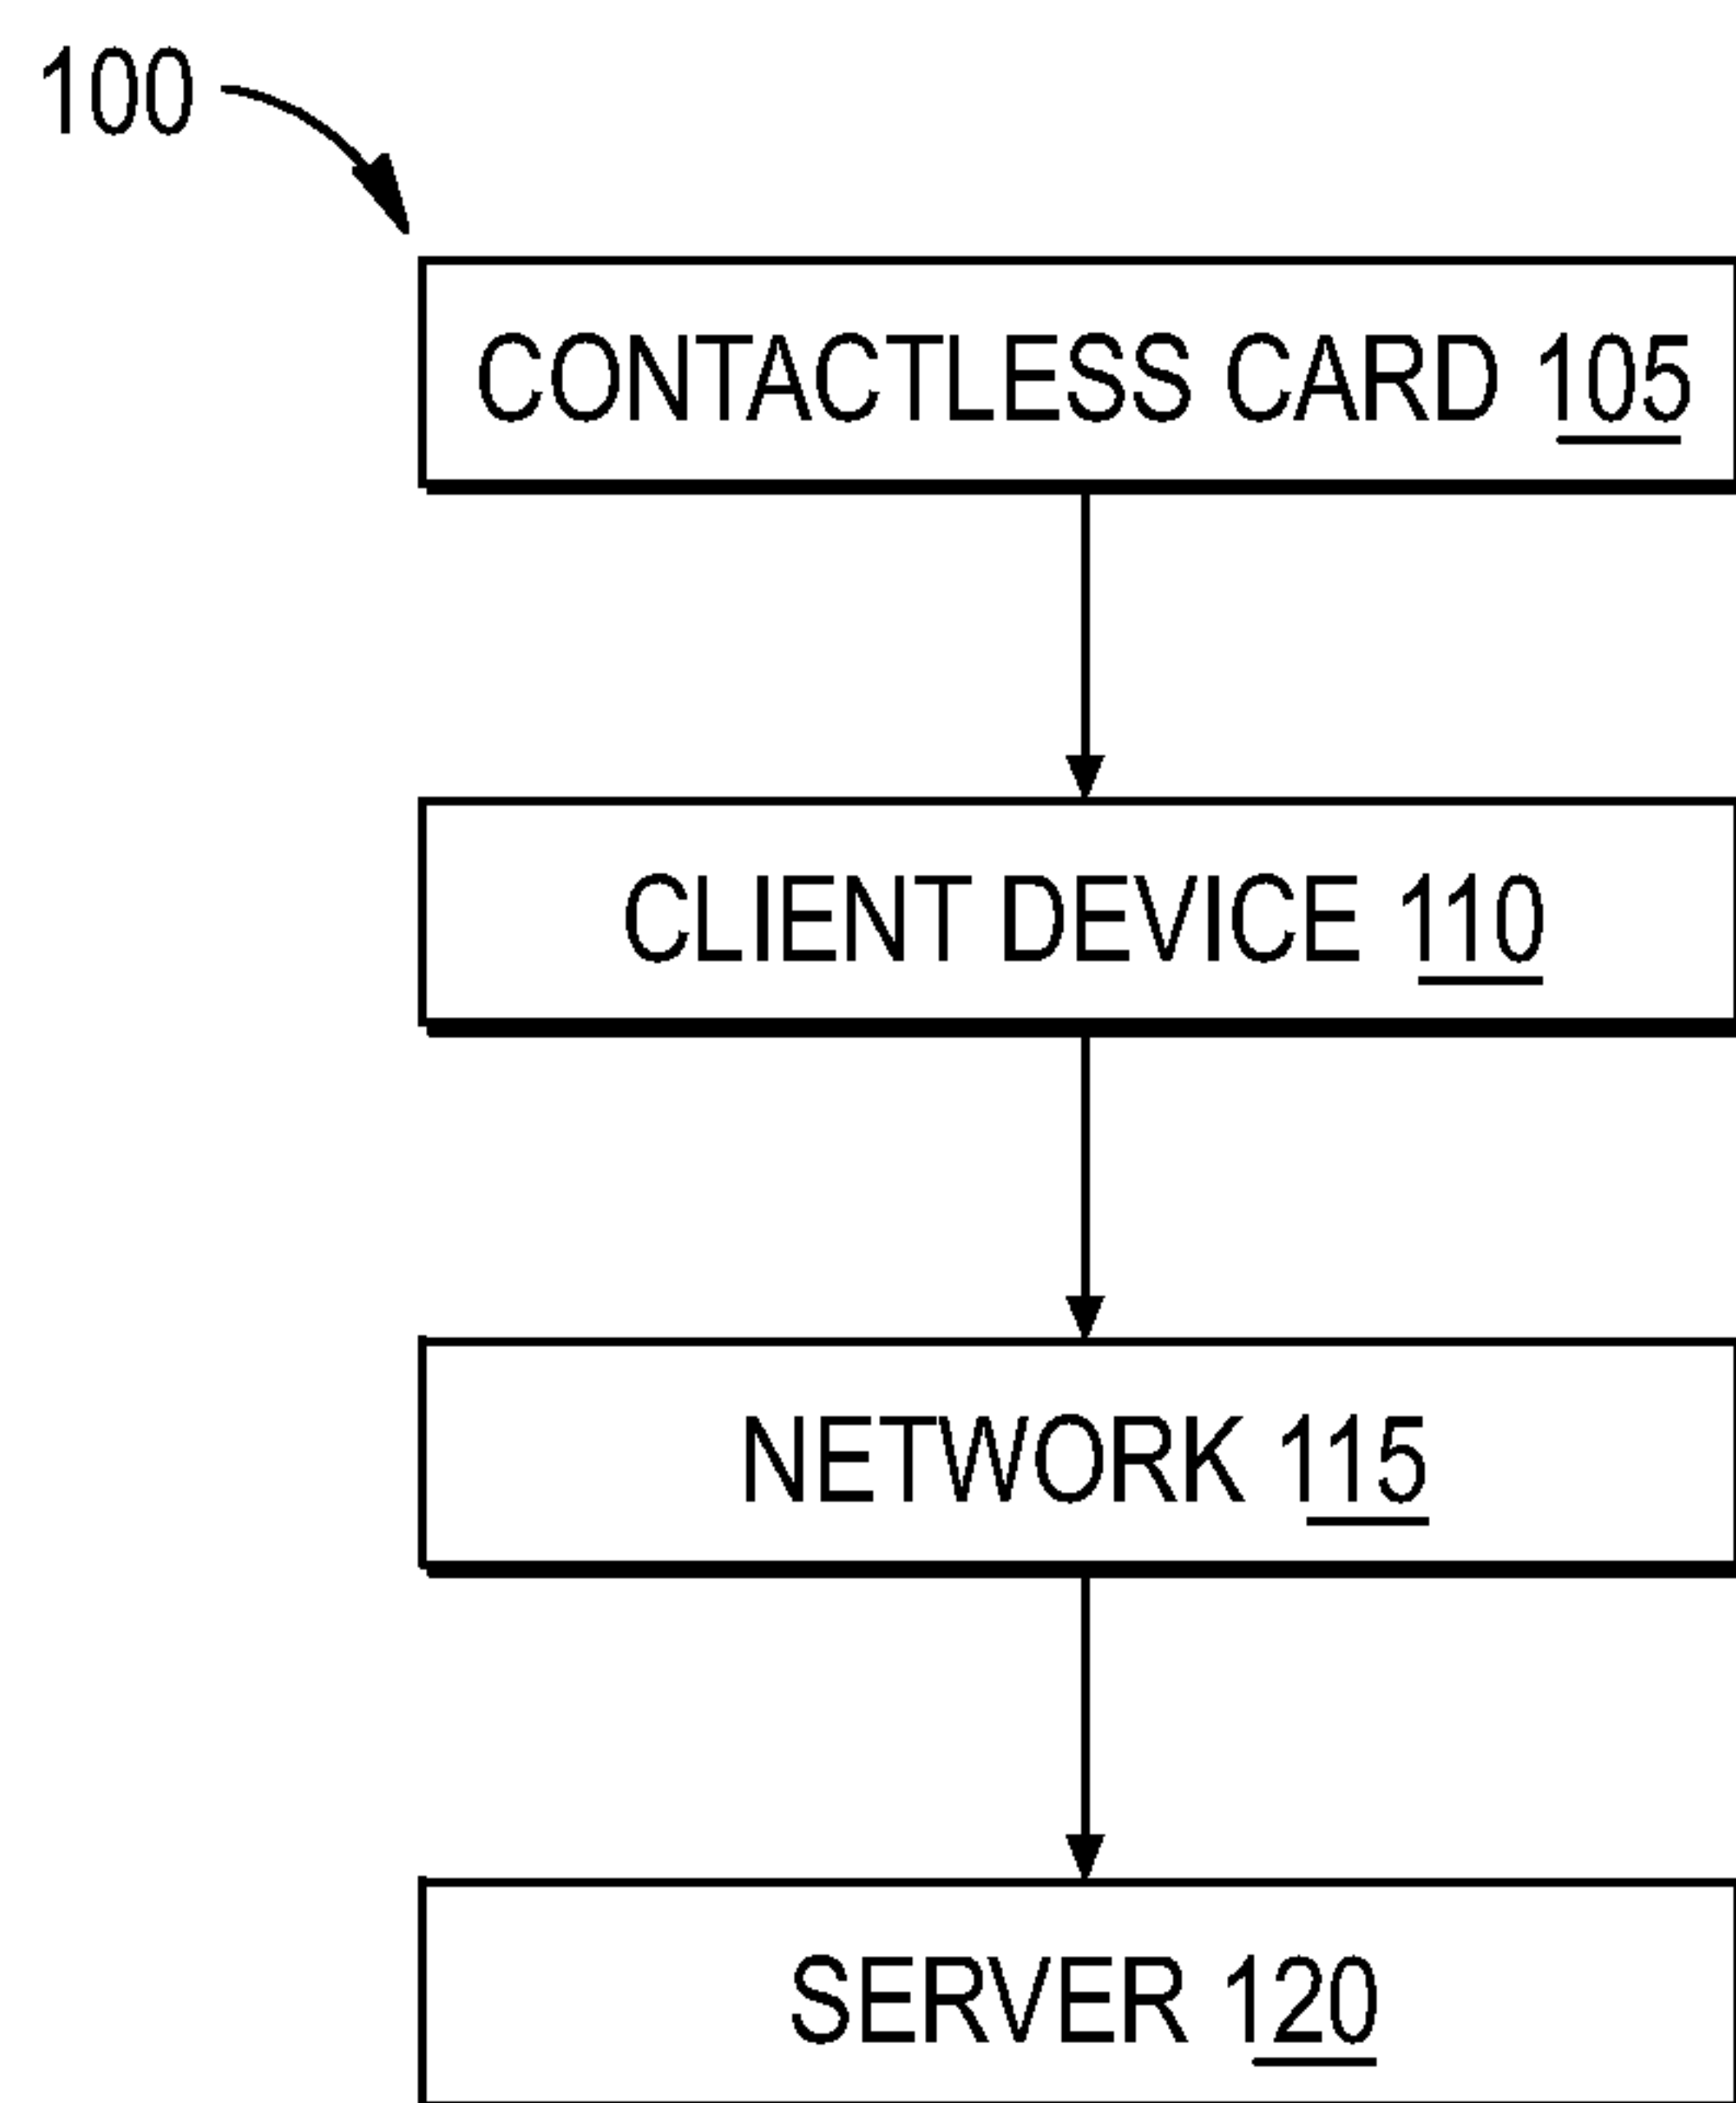 100
CONTACTLESS CARD 105
CLIENT DEVICE 110
NETWORK 115
SERVER 120